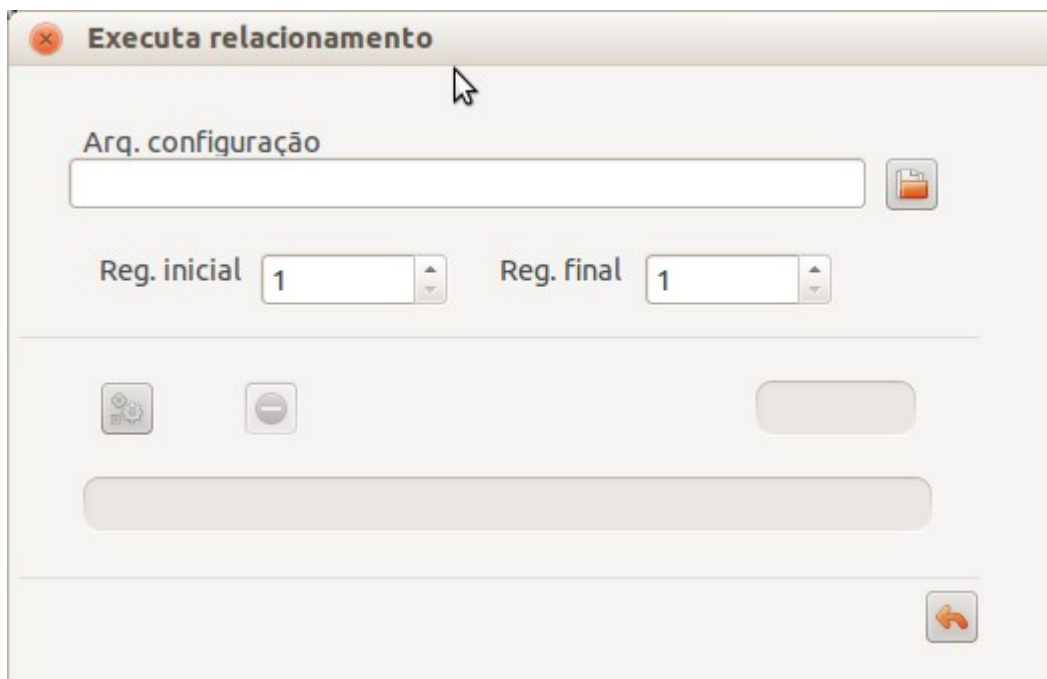 Executa relacionamento
Arq. configuração
Reg. inicial 1 Reg. final 1